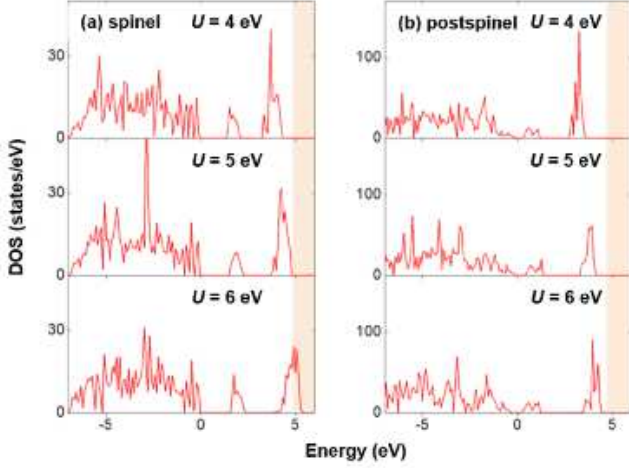 (a) spinel U = 4 eV
(b) postspinel U = 4 eV
30
0
100
0
U = 5 eV
U = 5 eV
30
0
100
0
U = 6 eV
U = 6 eV
30
0
100
0
-5 0 5
-5 0 5
DOS (states/eV)
Energy (eV)